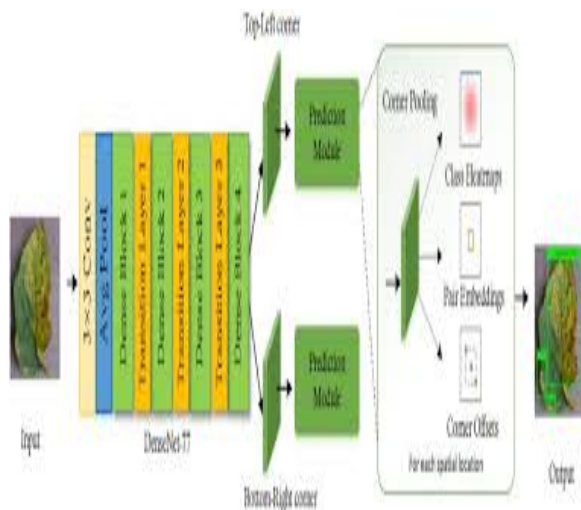 Top-Left corner
Prediction
Module
Corner Pooling
Class Heatmaps
3×3 Conv
Avg Pool
Dense Block 1
Transition Layer 1
Dense Block 2
Transition Layer 2
Dense Block 3
Transition Layer 3
Dense Block 4
Pair Embeddings
Prediction
Module
Input
DenseNet-77
Corner Offsets
For each spatial location
Output
Bottom-Right corner